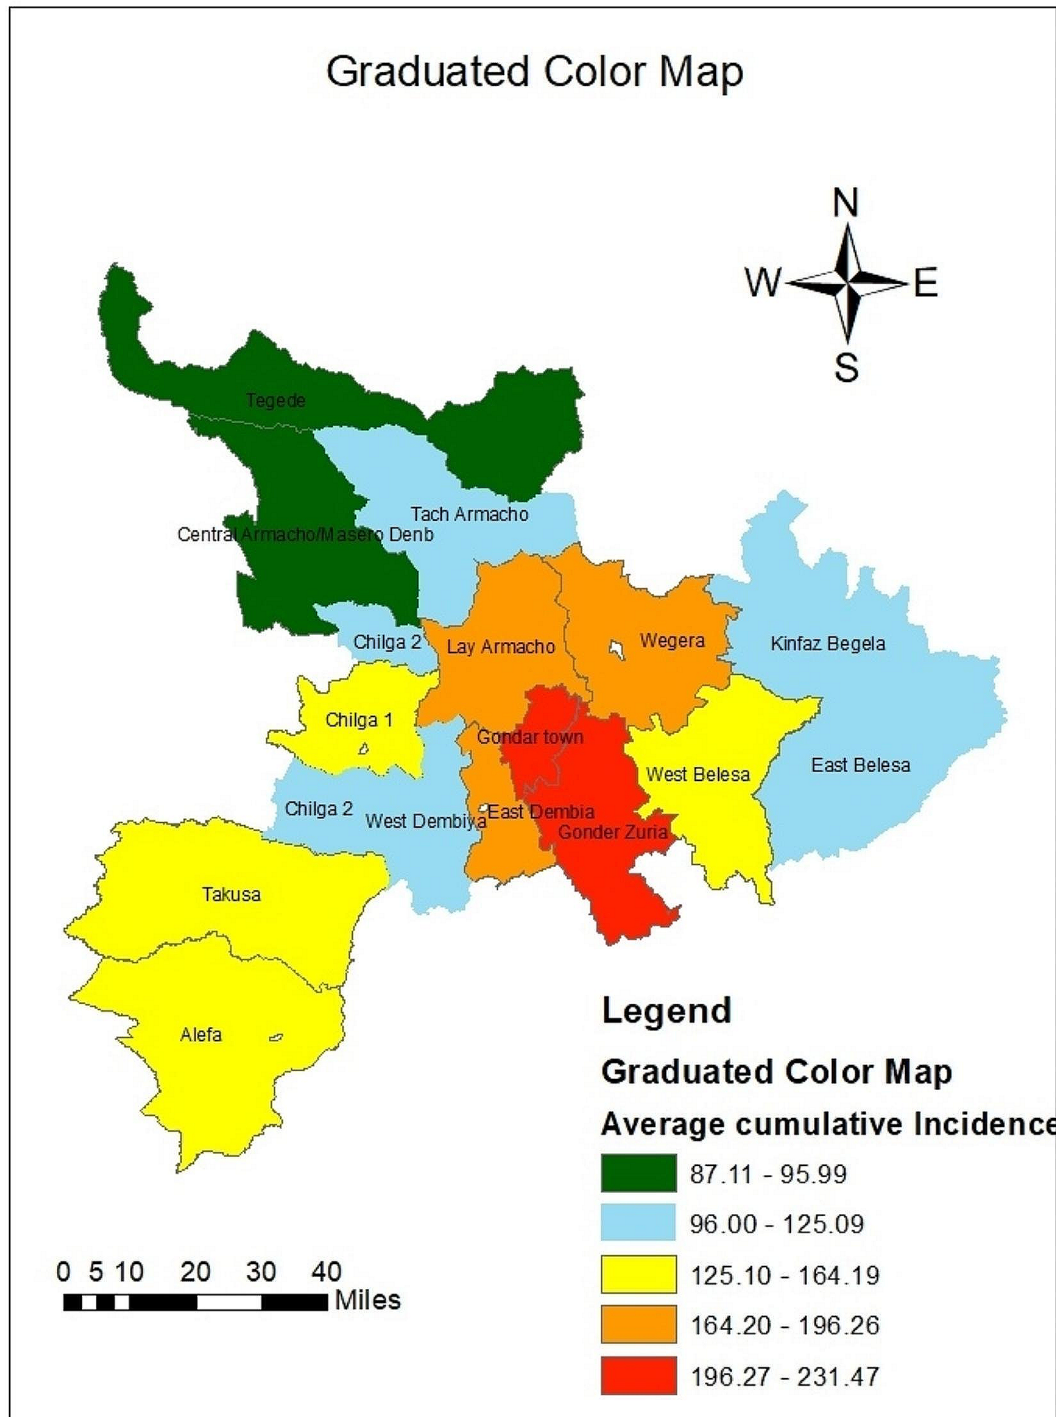 Graduated Color Map
N
W E
S
Tegede
Tach Armacho
Central Armacho/Masero Denb
Chilga 2
Lay Armacho
Wegera
Kinfaz Begela
Chilga 1
Gondar town
West Belesa
East Belesa
Chilga 2
West Dembiya
East Dembia
Gonder Zuria
Takusa
Alefa
Legend
Graduated Color Map
Average cumulative Incidence
87.11 - 95.99
96.00 - 125.09
125.10 - 164.19
164.20 - 196.26
196.27 - 231.47
0 5 10 20 30 40
Miles